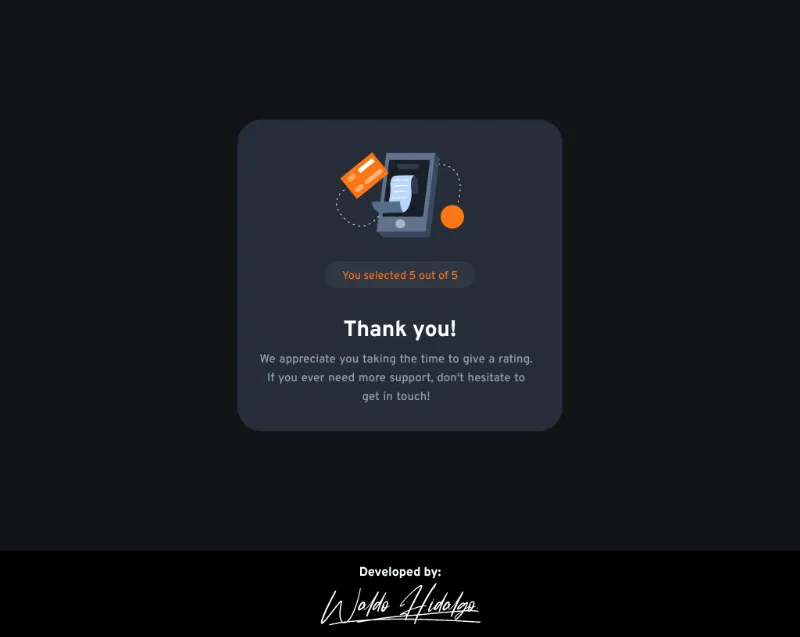 You selected 5 out of 5
Thank you!
We appreciate you taking the time to give a rating.
If you ever need more support, don't hesitate to
get in touch!
Developed by:
Waldo Hidalgo